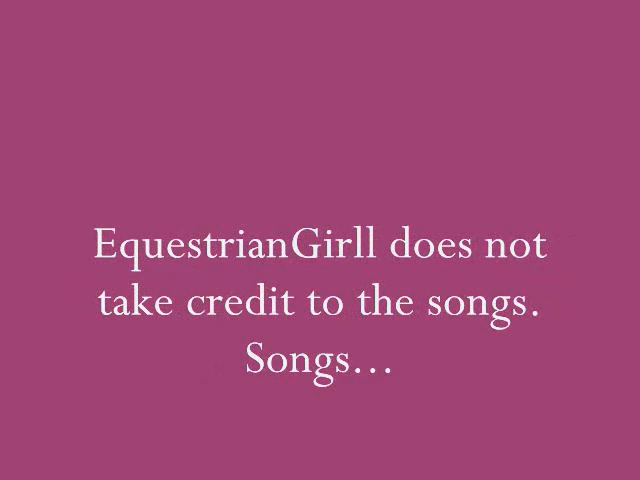 EquestrianGirll does not
take credit to the songs.
Songs...